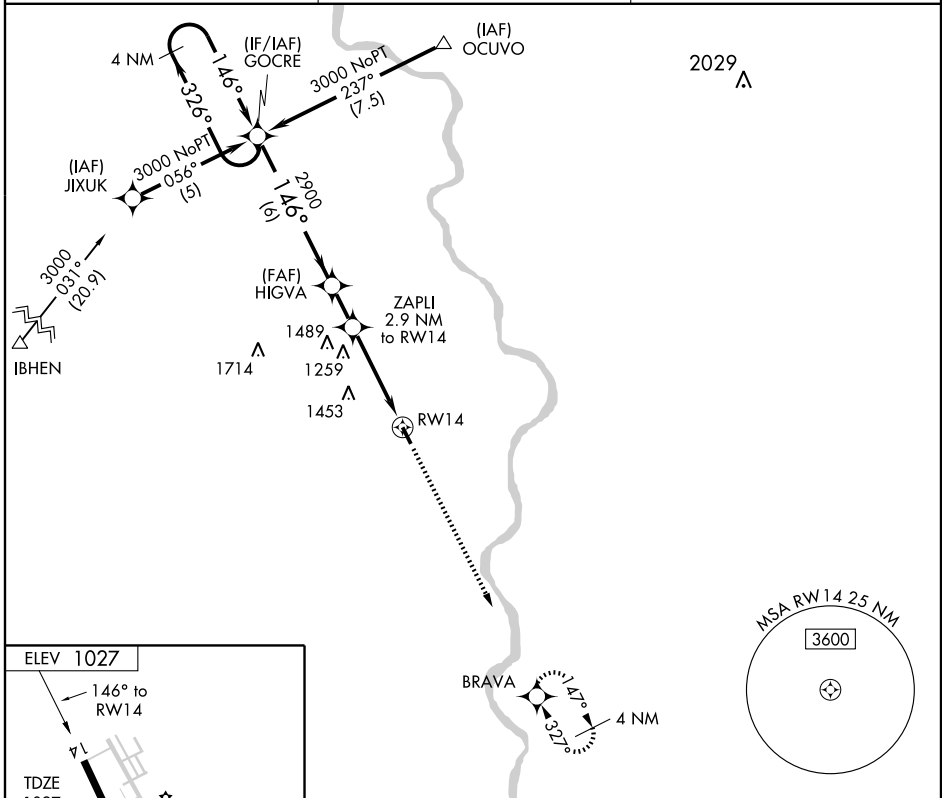 (IAF)
OCUVO
(IF/IAF)
GOCRE
4 NM
146°
326°
3000 NoPT
237°
(7.5)
2029
(IAF)
JIXUK
3000 NoPT
056°
(5)
2900
146°
(6)
3000
031°
(20.9)
IBHEN
(FAF)
HIGVA
ZAPLI
2.9 NM
to RW14
1489
1714
1259
1453
RW14
MSA RW14 25 NM
3600
BRAVA
147°
327°
4 NM
ELEV 1027
146° to
RW14
14
TDZE